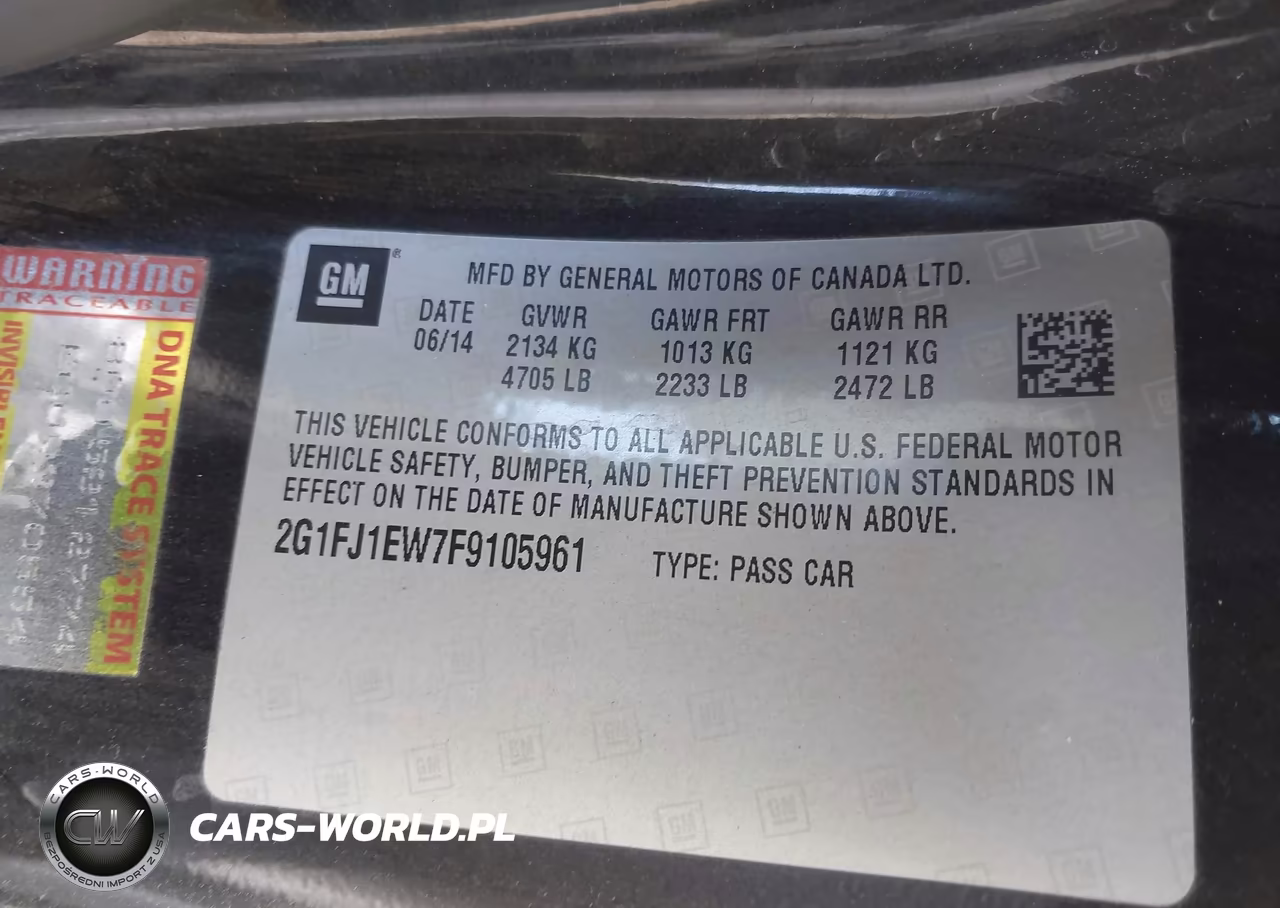 GM ®
MFD BY GENERAL MOTORS OF CANADA LTD.
DATE GVWR GAWR FRT GAWR RR
06/14 2134 KG 1013 KG 1121 KG
4705 LB 2233 LB 2472 LB
THIS VEHICLE CONFORMS TO ALL APPLICABLE U.S. FEDERAL MOTOR
VEHICLE SAFETY, BUMPER, AND THEFT PREVENTION STANDARDS IN
EFFECT ON THE DATE OF MANUFACTURE SHOWN ABOVE.
2G1FJ1EW7F9105961 TYPE: PASS CAR
WARNING
TRACEABLE
DNA TRACE SYSTEM
CARS-WORLD
CW
BEZPOŚREDNI IMPORT Z USA
CARS-WORLD.PL